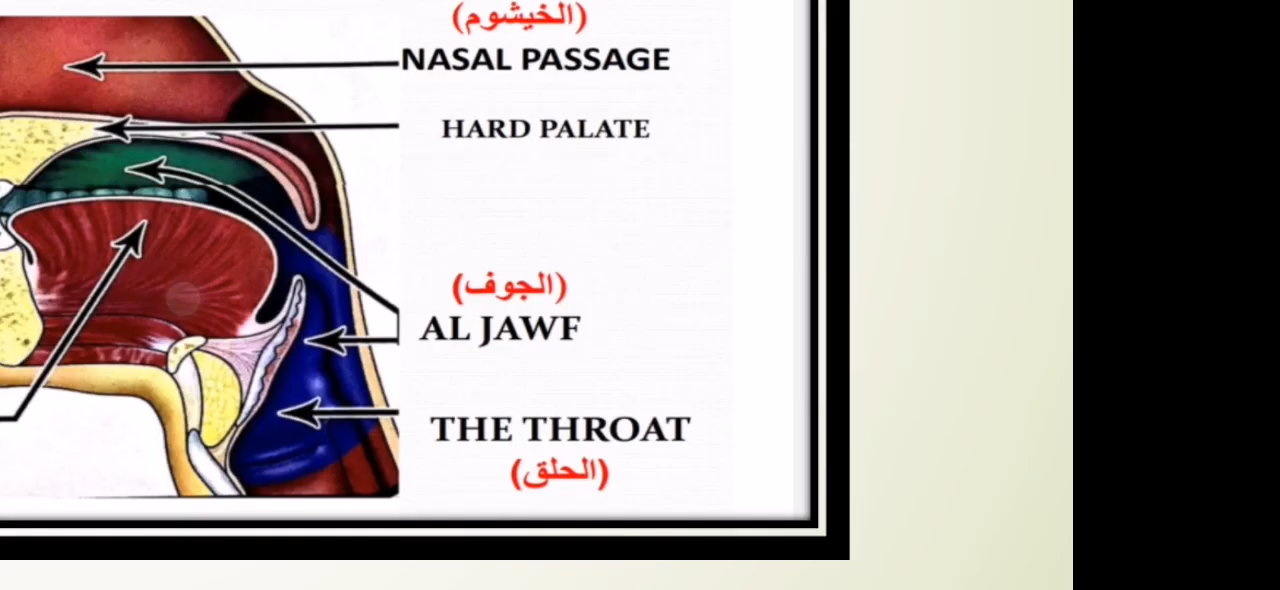 (الخيشوم)
NASAL PASSAGE
HARD PALATE
(الجوف)
AL JAWF
THE THROAT
(الحلق)